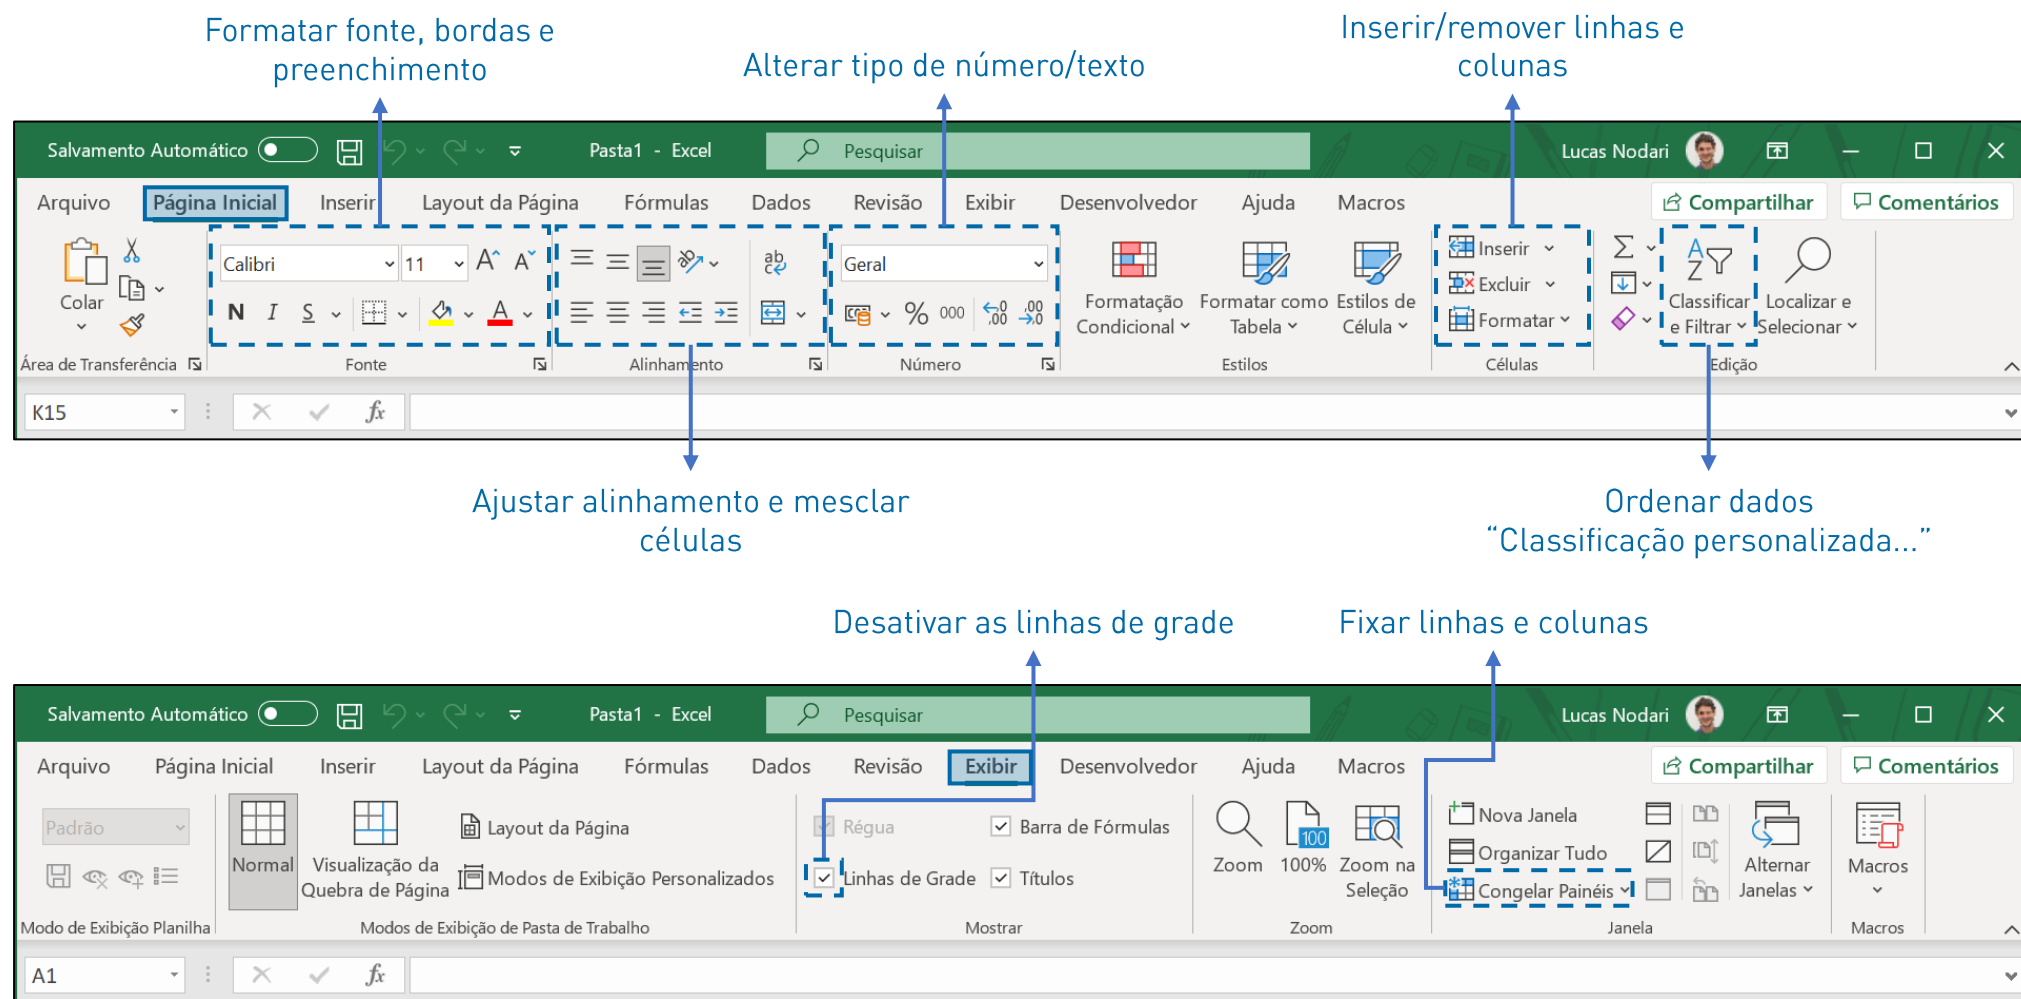 Formatar fonte, bordas e
preenchimento
Alterar tipo de número/texto
Inserir/remover linhas e
colunas
Salvamento Automático
Pasta1 - Excel
Pesquisar
Lucas Nodari
Arquivo Página Inicial Inserir Layout da Página Fórmulas Dados Revisão Exibir Desenvolvedor Ajuda Macros Compartilhar Comentários
Colar
Área de Transferência
Calibri 11 A A
N I S A
Fonte
ab
c
Alinhamento
Geral
% 000 ,0 ,00 ,00 ,0
Número
Formatação
Condicional
Formatar como
Tabela
Estilos de
Célula
Estilos
Inserir
Excluir
Formatar
Células
Σ
A
Z
Classificar
e Filtrar
Localizar e
Selecionar
Edição
K15 fx
Ajustar alinhamento e mesclar
células
Ordenar dados
“Classificação personalizada...”
Desativar as linhas de grade
Fixar linhas e colunas
Salvamento Automático
Pasta1 - Excel
Pesquisar
Lucas Nodari
Arquivo Página Inicial Inserir Layout da Página Fórmulas Dados Revisão Exibir Desenvolvedor Ajuda Macros Compartilhar Comentários
Padrão
Modo de Exibição Planilha
Normal
Visualização da
Quebra de Página
Layout da Página
Modos de Exibição Personalizados
Modos de Exibição de Pasta de Trabalho
Régua
Barra de Fórmulas
Linhas de Grade
Títulos
Mostrar
Zoom
100
100%
Zoom na
Seleção
Zoom
Nova Janela
Organizar Tudo
Congelar Painéis
Alternar
Janelas
Janela
Macros
Macros
A1 fx